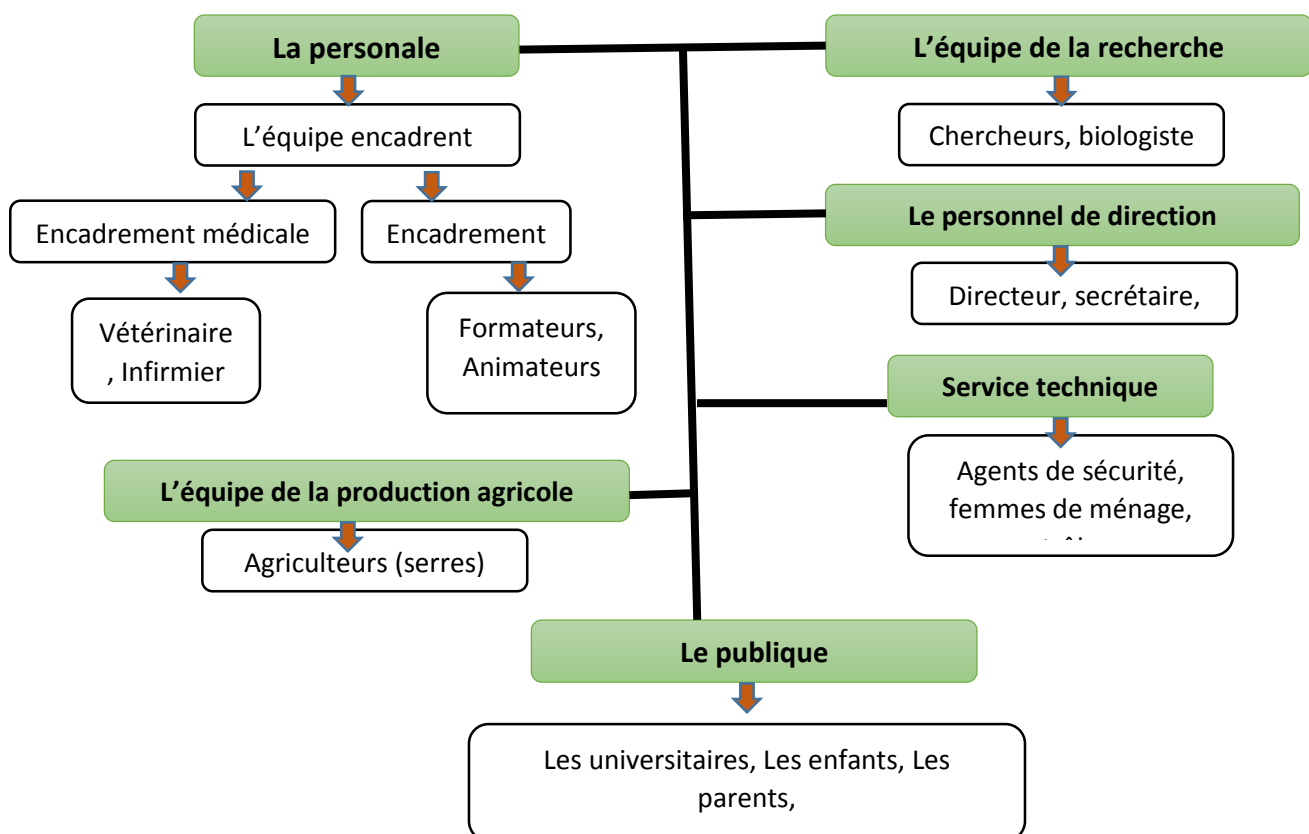 La personale
L'équipe de la recherche
L'équipe encadrent
Chercheurs, biologiste
Encadrement médicale
Encadrement
Le personnel de direction
Directeur, secrétaire,
Vétérinaire
, Infirmier
Formateurs,
Animateurs
Service technique
Agents de sécurité,
femmes de ménage,
L'équipe de la production agricole
Agriculteurs (serres)
Le publique
Les universitaires, Les enfants, Les
parents,